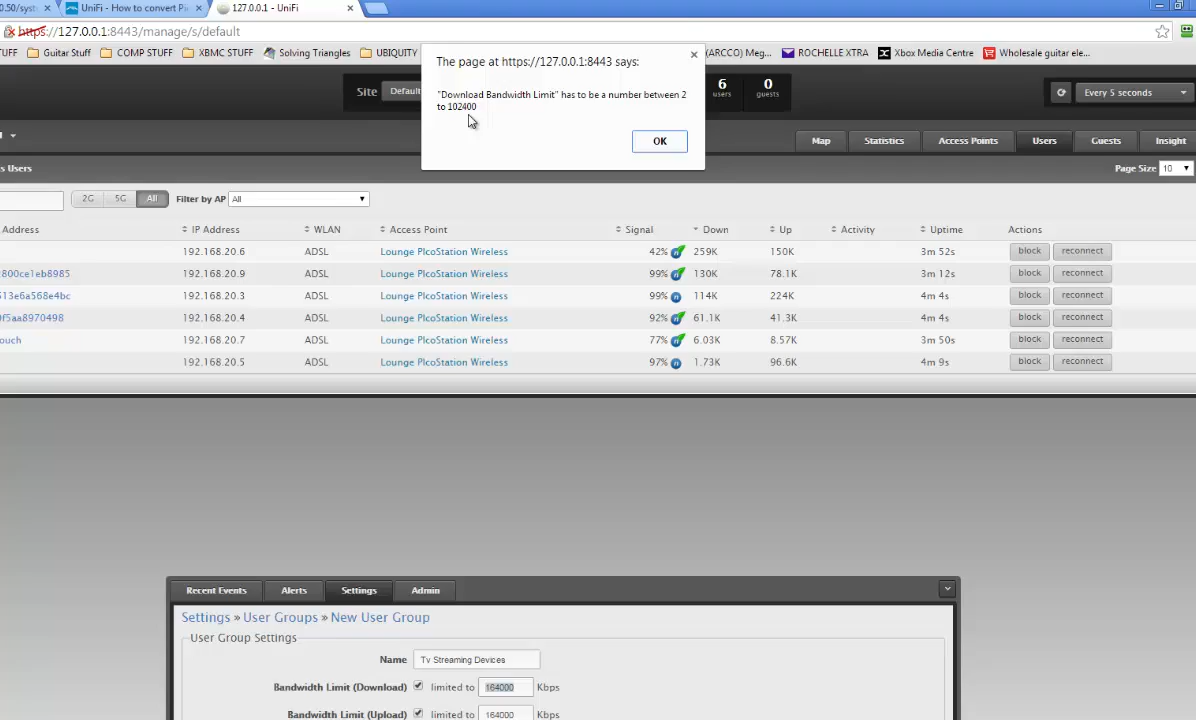 0.50/syst
UniFi - How to convert Pi
127.0.0.1 - UniFi
https://127.0.0.1:8443/manage/s/default
TUFF
Guitar Stuff
COMP STUFF
XBMC STUFF
Solving Triangles
UBIQUITY
(ARCCO) Meg...
ROCHELLE XTRA
Xbox Media Centre
Wholesale guitar ele...
The page at https://127.0.0.1:8443 says:
"Download Bandwidth Limit" has to be a number between 2
to 102400
OK
Site
Default
6
users
0
guests
Every 5 seconds
Map
Statistics
Access Points
Users
Guests
Insight
s Users
Page Size
10
2G
5G
All
Filter by AP
All
Address
IP Address
WLAN
Access Point
Signal
Down
Up
Activity
Uptime
Actions
192.168.20.6 ADSL Lounge PIcoStation Wireless 42% 259K 150K 3m 52s block reconnect
:800ce1eb8985 192.168.20.9 ADSL Lounge PIcoStation Wireless 99% 130K 78.1K 3m 12s block reconnect
513e6a568e4bc 192.168.20.3 ADSL Lounge PIcoStation Wireless 99% 114K 224K 4m 4s block reconnect
9f5aa8970498 192.168.20.4 ADSL Lounge PIcoStation Wireless 92% 61.1K 41.3K 4m 4s block reconnect
ouch 192.168.20.7 ADSL Lounge PIcoStation Wireless 77% 6.03K 8.57K 3m 50s block reconnect
192.168.20.5 ADSL Lounge PIcoStation Wireless 97% 1.73K 96.6K 4m 9s block reconnect
Recent Events
Alerts
Settings
Admin
Settings » User Groups » New User Group
User Group Settings
Name
Tv Streaming Devices
Bandwidth Limit (Download) limited to 164000 Kbps
Bandwidth Limit (Upload) limited to 164000 Kbps